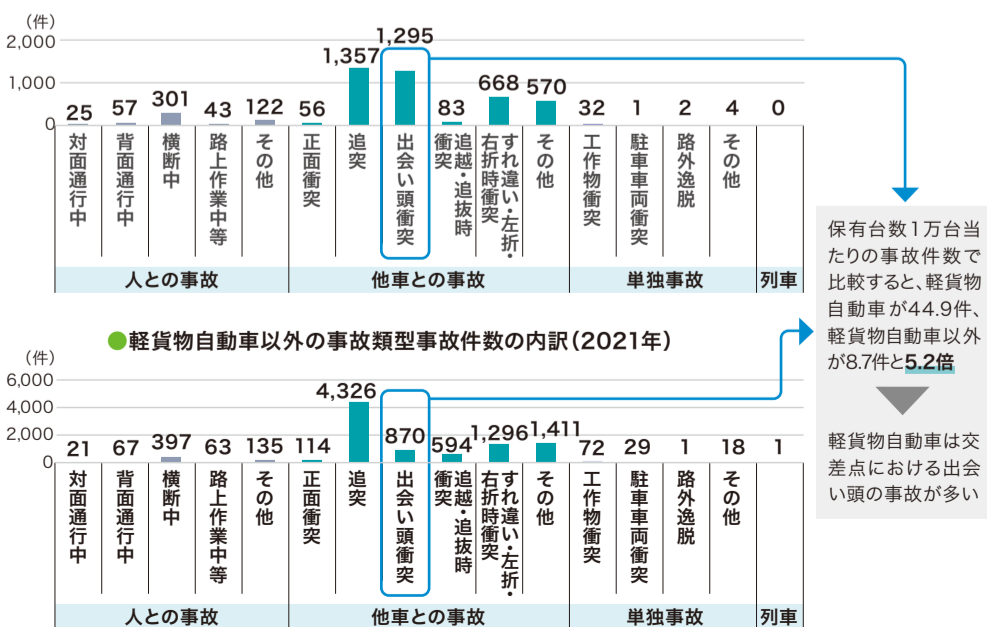 (件)
2,000
1,000
0
25
57
301
43
122
56
1,357
1,295
83
668
570
32
1
2
4
0
対面通行中
背面通行中
横断中
路上作業中等
その他
正面衝突
追突
出会い頭衝突
追越・追抜時
衝突
すれ違い・左折・
右折時衝突
その他
工作物衝突
駐車車両衝突
路外逸脱
その他
人との事故
他車との事故
単独事故
列車
●軽貨物自動車以外の事故類型事故件数の内訳(2021年)
(件)
6,000
4,000
2,000
0
21
67
397
63
135
114
4,326
870
594
1,296
1,411
72
29
1
18
1
対面通行中
背面通行中
横断中
路上作業中等
その他
正面衝突
追突
出会い頭衝突
追越・追抜時
衝突
すれ違い・左折・
右折時衝突
その他
工作物衝突
駐車車両衝突
路外逸脱
その他
人との事故
他車との事故
単独事故
列車
保有台数1万台当
たりの事故件数で
比較すると、軽貨物
自動車が44.9件、
軽貨物自動車以外
が8.7件と5.2倍
軽貨物自動車は交
差点における出会
い頭の事故が多い